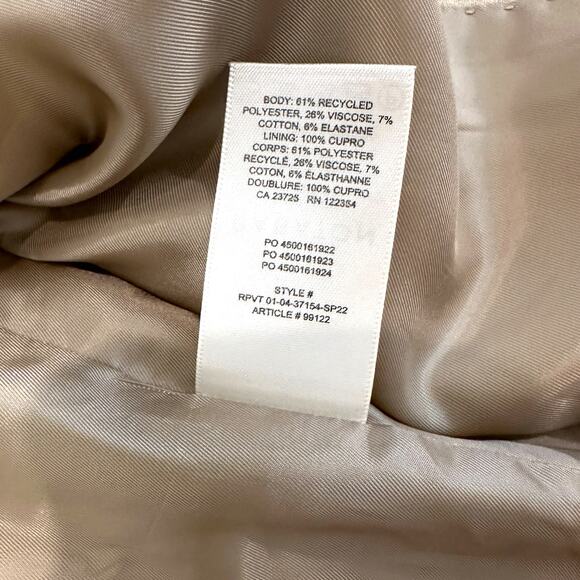 BODY: 61% RECYCLED
POLYESTER, 26% VISCOSE, 7%
COTTON, 6% ELASTANE
LINING: 100% CUPRO
CORPS: 61% POLYESTER
RECYCLÉ, 26% VISCOSE, 7%
COTON, 6% ÉLASTHANNE
DOUBLURE: 100% CUPRO
CA 23725 RN 122354
PO 4500161922
PO 4500161923
PO 4500161924
STYLE #
RPVT 01-04-37154-SP22
ARTICLE # 99122